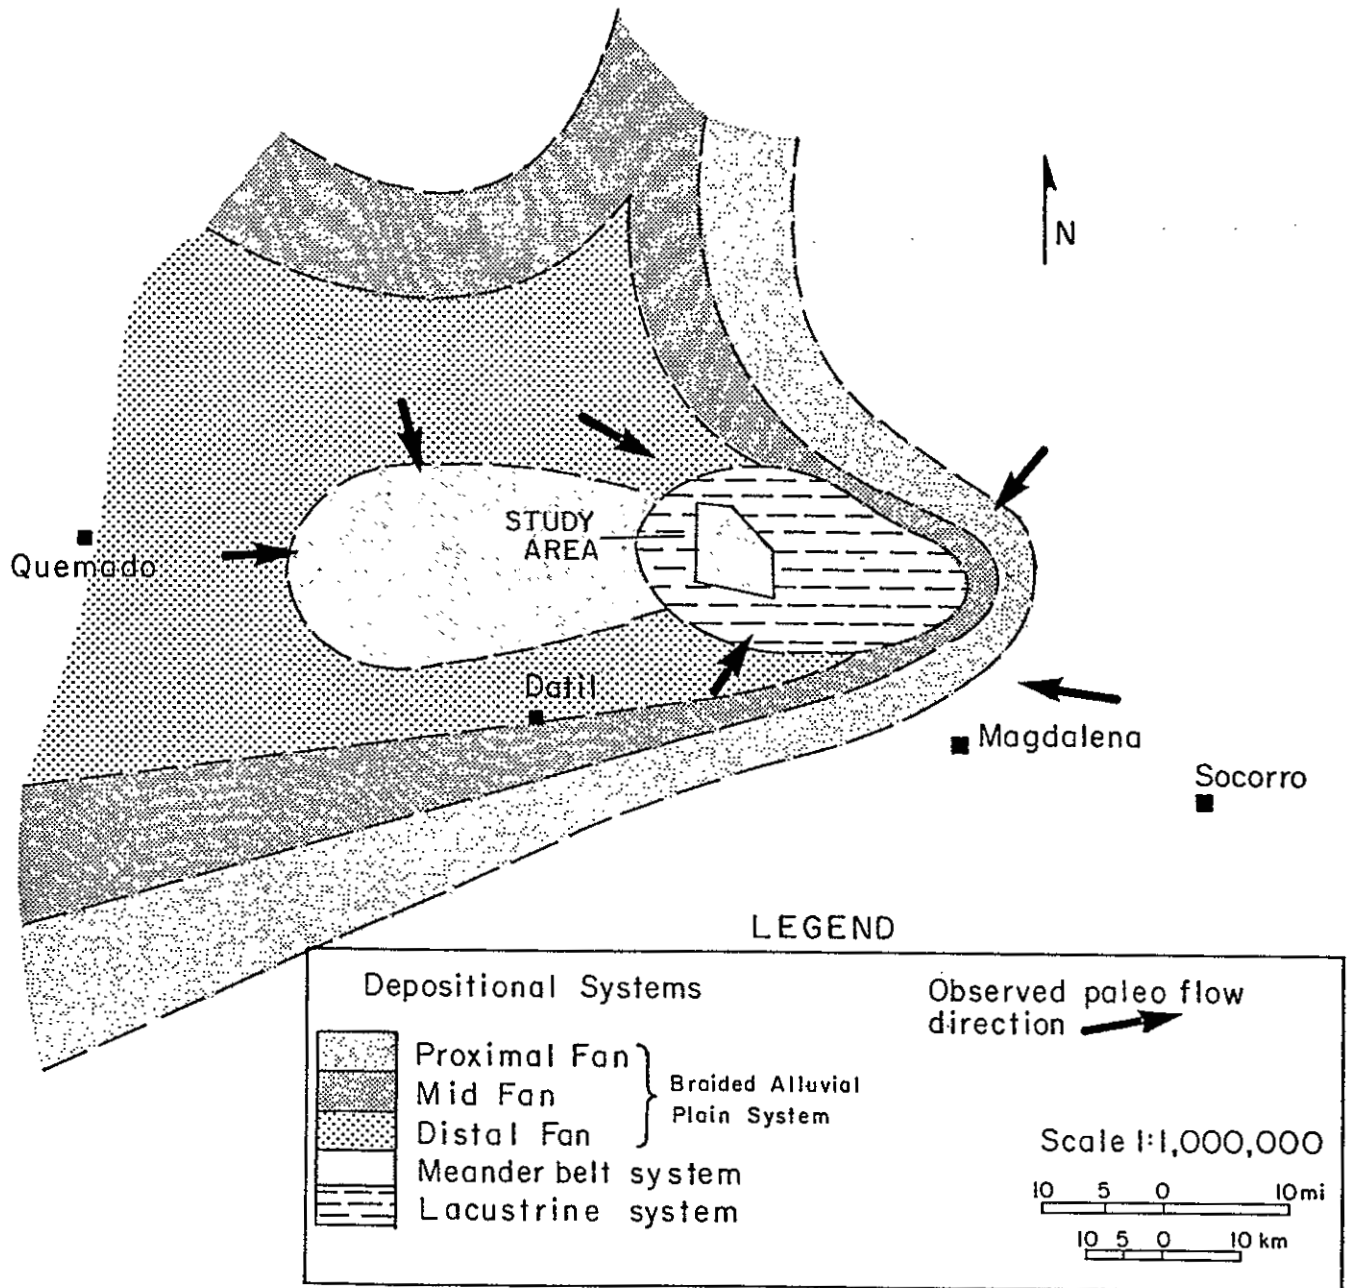 N
STUDY
AREA
Quemado
Datil
Magdalena
Socorro
LEGEND
Depositional Systems
Proximal Fan
Mid Fan
Distal Fan
Braided Alluvial
Plain System
Meander belt system
Lacustrine system
Observed paleo flow
direction
Scale 1:1,000,000
10 5 0 10 mi
10 5 0 10 km